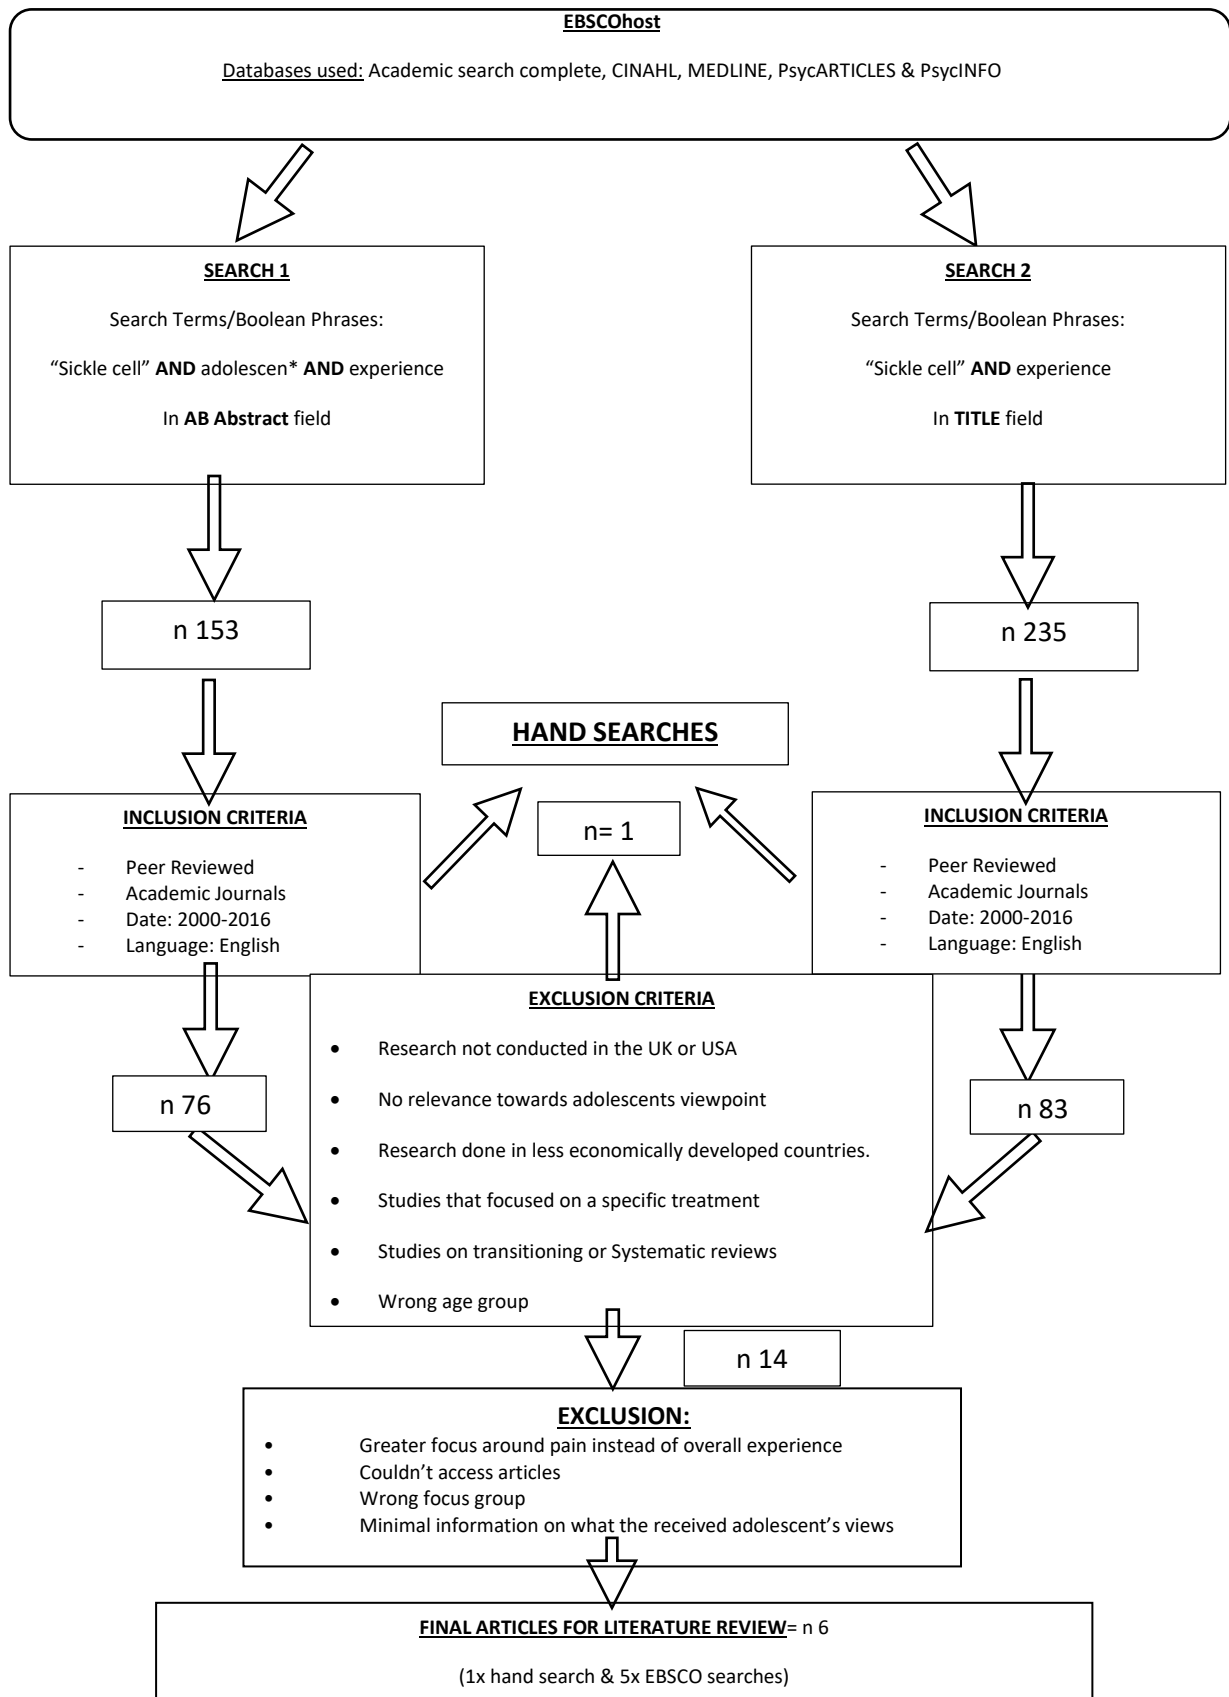 EBSCOhost
Databases used: Academic search complete, CINAHL, MEDLINE, PsycARTICLES & PsycINFO
SEARCH 1
Search Terms/Boolean Phrases:
“Sickle cell” AND adolescen* AND experience
In AB Abstract field
SEARCH 2
Search Terms/Boolean Phrases:
“Sickle cell” AND experience
In TITLE field
n 153
n 235
HAND SEARCHES
n= 1
INCLUSION CRITERIA
- Peer Reviewed
- Academic Journals
- Date: 2000-2016
- Language: English
INCLUSION CRITERIA
- Peer Reviewed
- Academic Journals
- Date: 2000-2016
- Language: English
n 76
n 83
EXCLUSION CRITERIA
• Research not conducted in the UK or USA
• No relevance towards adolescents viewpoint
• Research done in less economically developed countries.
• Studies that focused on a specific treatment
• Studies on transitioning or Systematic reviews
• Wrong age group
n 14
EXCLUSION:
• Greater focus around pain instead of overall experience
• Couldn’t access articles
• Wrong focus group
• Minimal information on what the received adolescent’s views
FINAL ARTICLES FOR LITERATURE REVIEW= n 6
(1x hand search & 5x EBSCO searches)